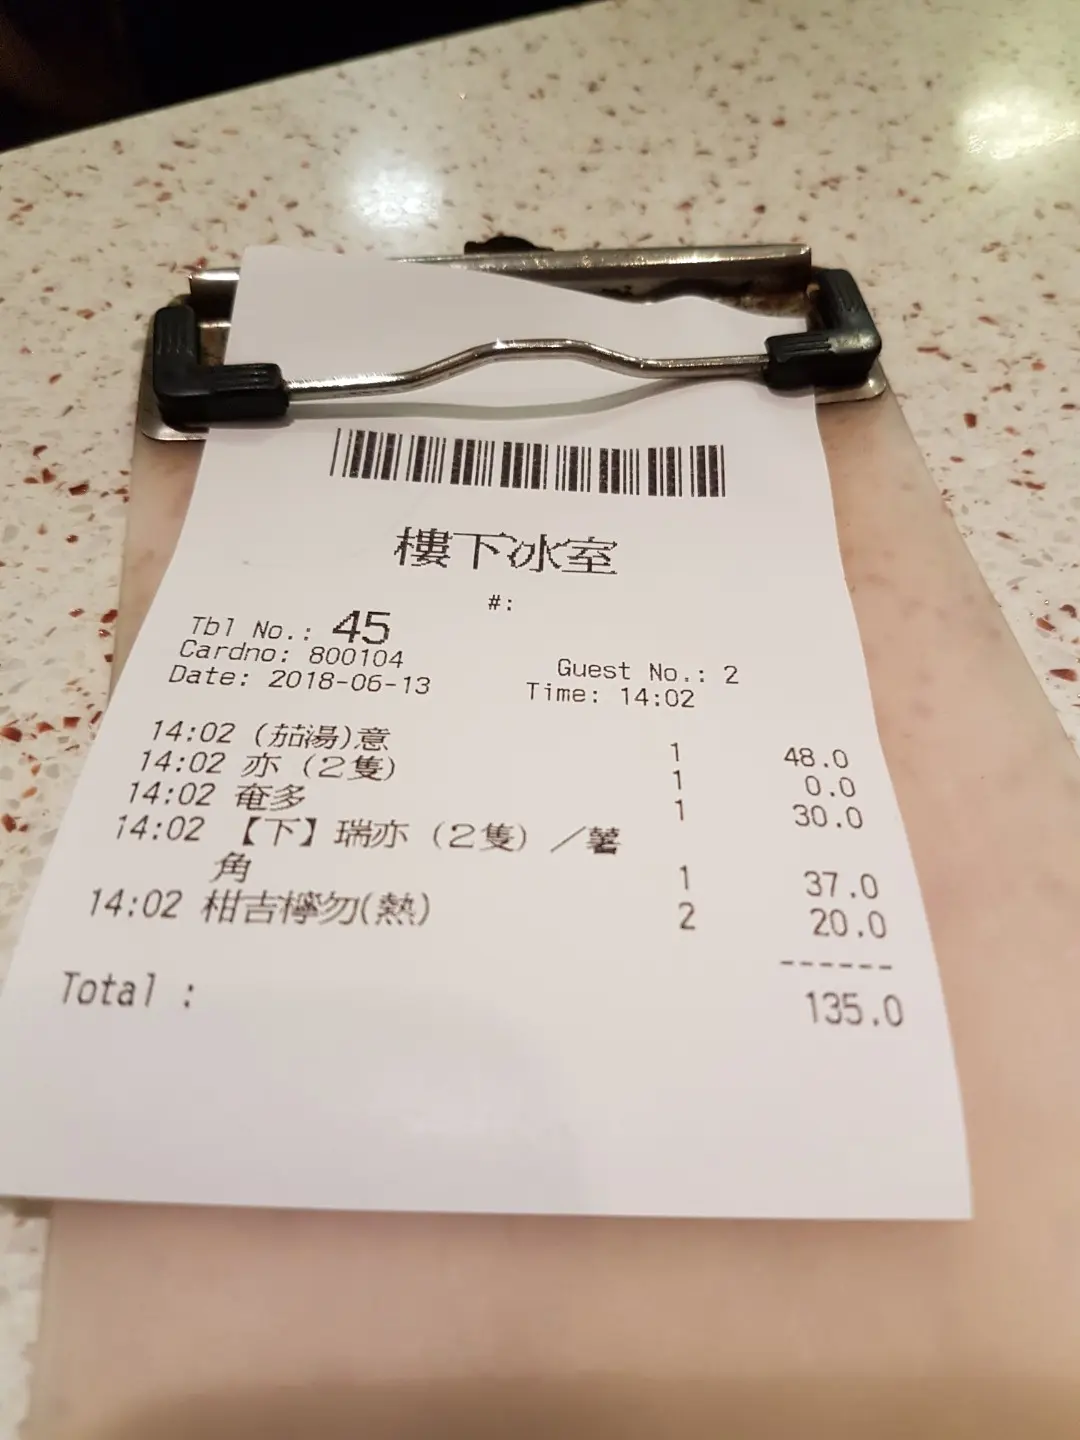 樓下冰室
#:
Tbl No.: 45
Cardno: 800104 Guest No.: 2
Date: 2018-06-13 Time: 14:02
14:02 (茄湯)意 1 48.0
14:02 亦 (2隻) 1 0.0
14:02 奄多 1 30.0
14:02 【下】瑞亦 (2隻) ／薯
角 1 37.0
14:02 柑吉檸勿(熱) 2 20.0
------
Total : 135.0